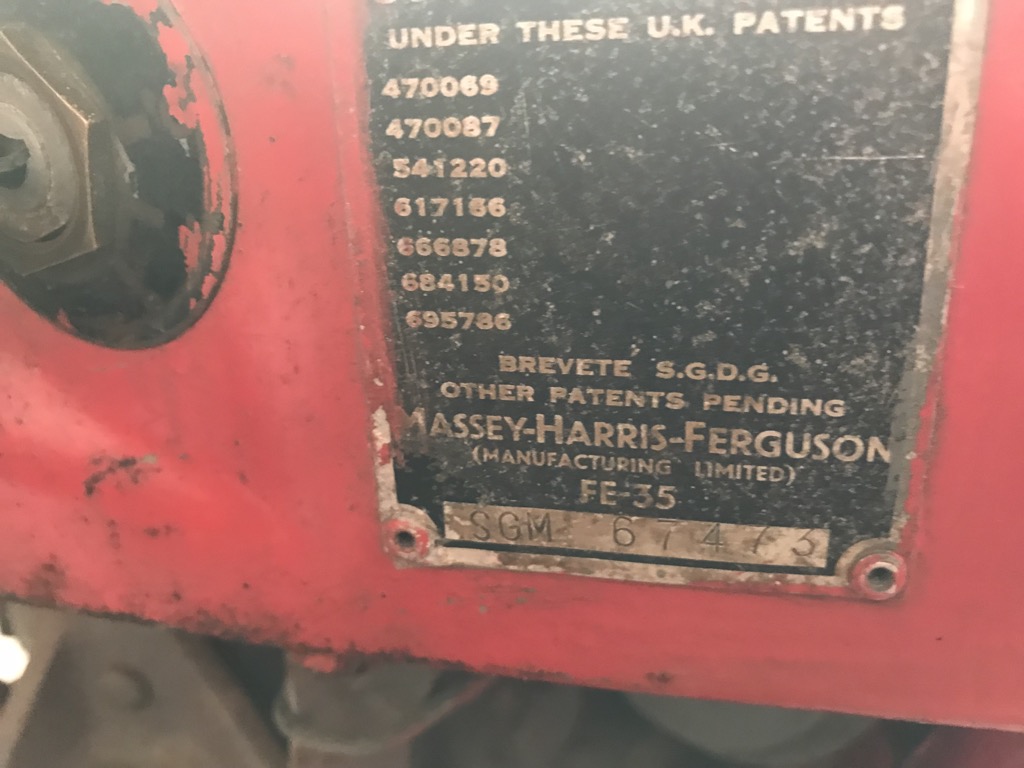 UNDER THESE U.K. PATENTS
470069
470087
541220
617166
666878
684150
695786
BREVETE S.G.D.G.
OTHER PATENTS PENDING
MASSEY-HARRIS-FERGUSON
(MANUFACTURING LIMITED)
FE-35
SGM 67473